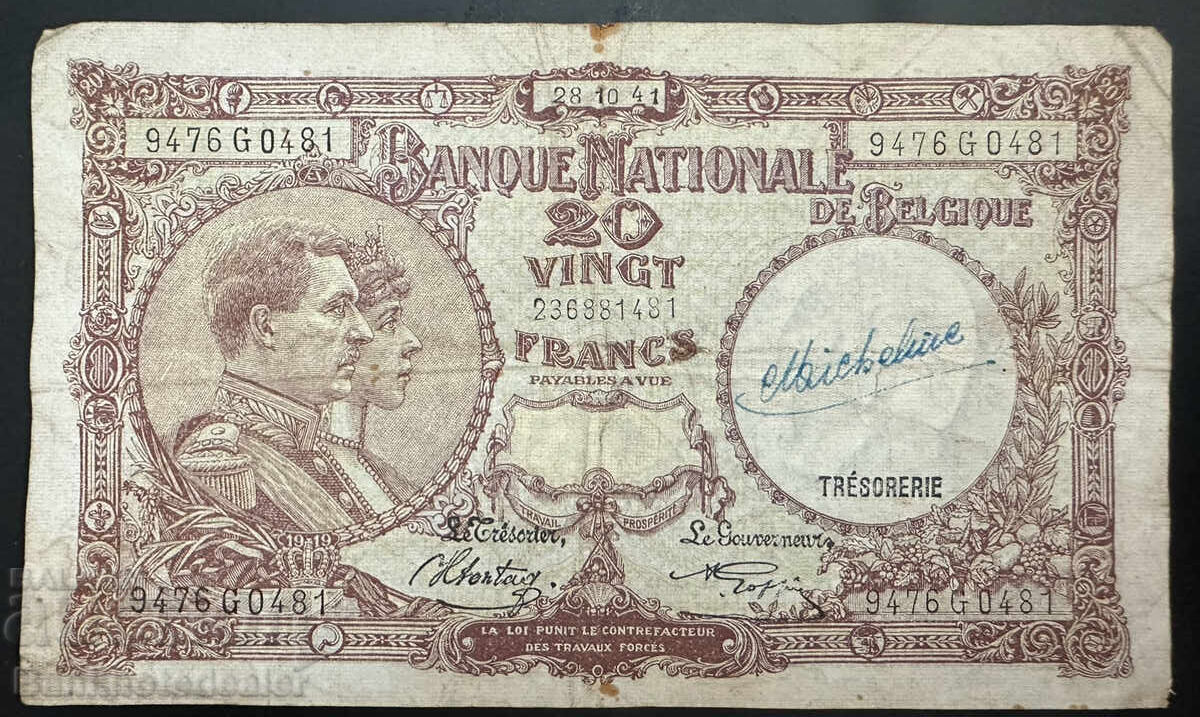 28·10·41
9476 G 0481
9476 G 0481
BANQUE NATIONALE
DE BELGIQUE
20
VINGT
236881481
FRANCS
PAYABLES A VUE
Micheline
TRÉSORERIE
TRAVAIL PROSPÉRITÉ
Le Trésorier,
Le Gouverneur,
1919
9476 G 0481
9476 G 0481
LA LOI PUNIT LE CONTREFACTEUR
DES TRAVAUX FORCÉS
Banknotedealer